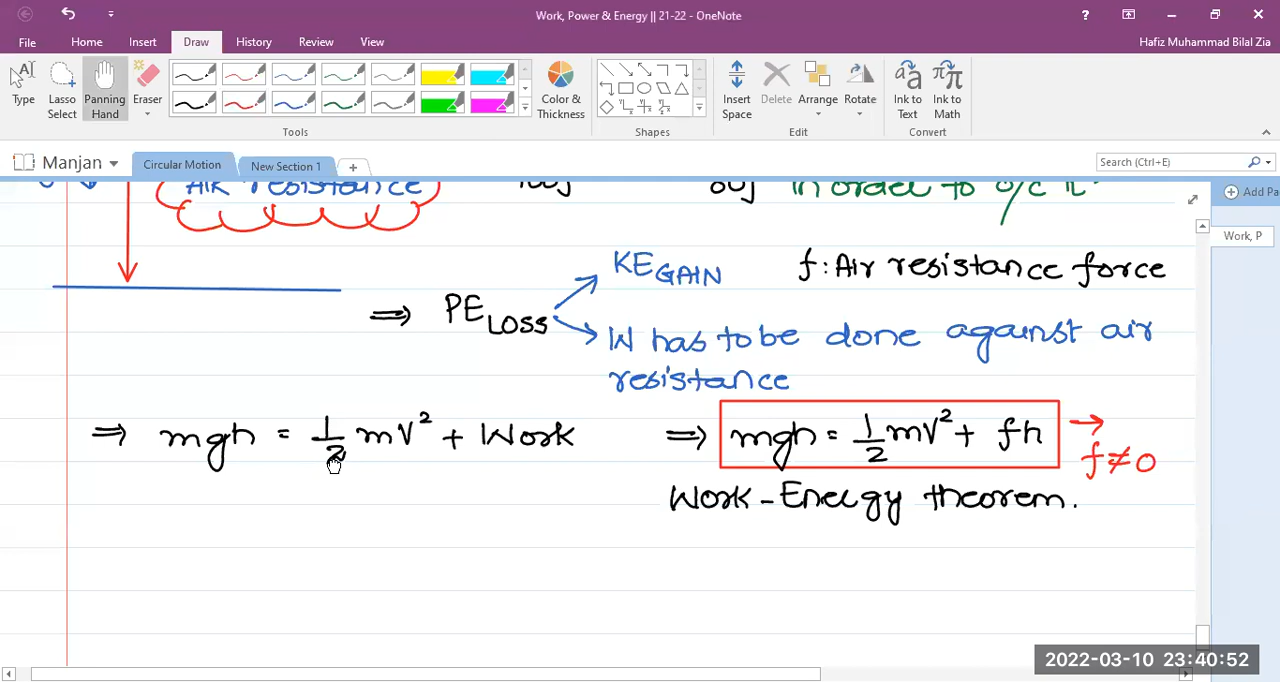 Work, Power & Energy || 21-22 - OneNote
?
File Home Insert Draw History Review View
Hafiz Muhammad Bilal Zia
Type
Lasso Select
Panning Hand
Eraser
Color & Thickness
Insert Space
Delete
Arrange
Rotate
Ink to Text
Ink to Math
Tools
Shapes
Edit
Convert
Manjan
Circular Motion
New Section 1
Search (Ctrl+E)
Air resistance
in order to o/c it
Add Pa
Work, P
KE GAIN
f: Air resistance force
⇒ PE LOSS
W has to be done against air
resistance
⇒ mgh = 1/2 mV² + Work
⇒ mgh = 1/2 mV² + fh
→ f ≠ 0
Work-Energy theorem.
2022-03-10 23:40:52